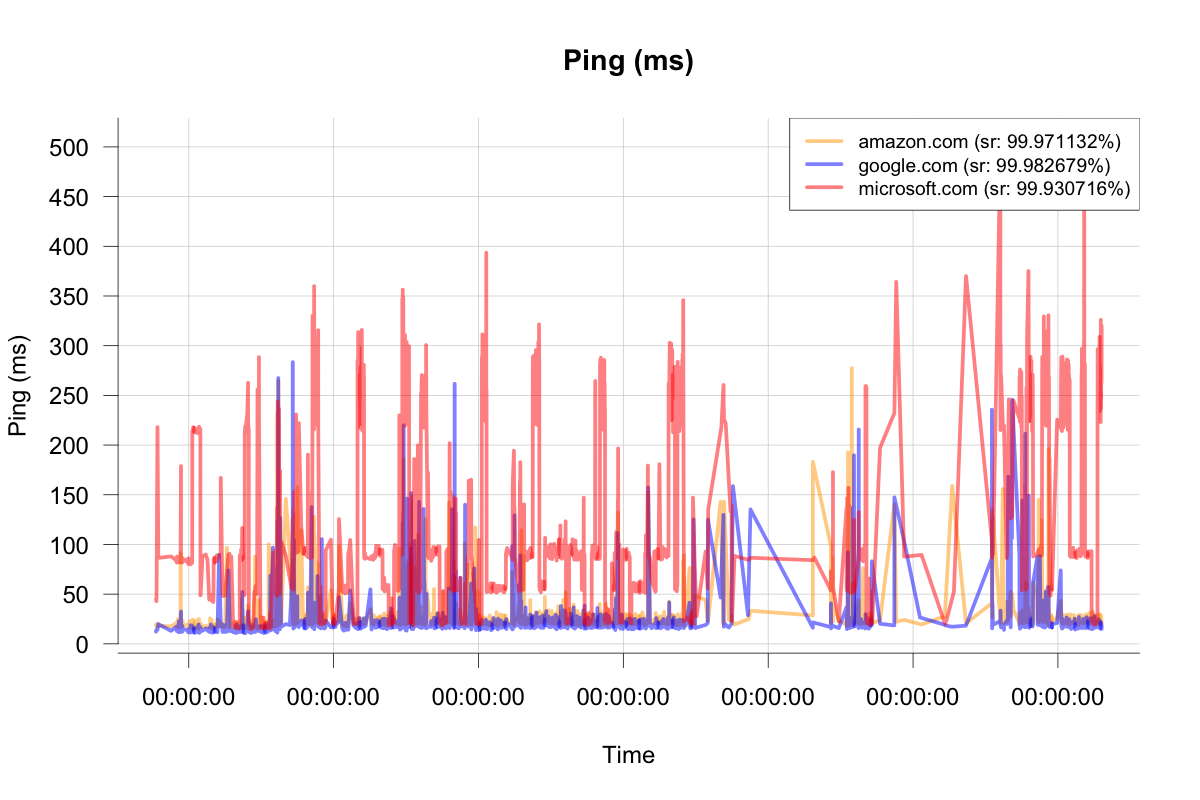 Ping (ms)
amazon.com (sr: 99.971132%)
google.com (sr: 99.982679%)
microsoft.com (sr: 99.930716%)
500
450
400
350
300
250
200
150
100
50
0
Ping (ms)
00:00:00 00:00:00 00:00:00 00:00:00 00:00:00 00:00:00 00:00:00
Time